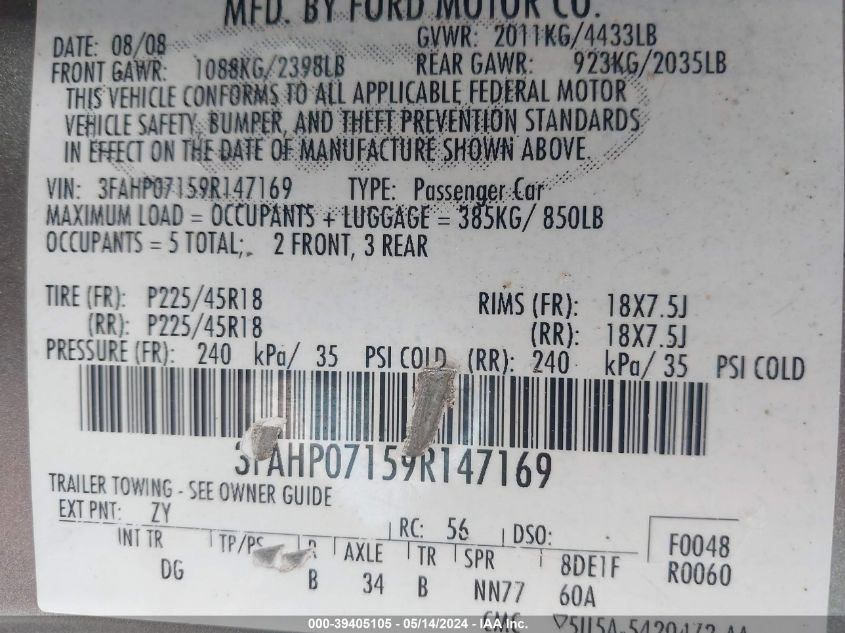 MFD. BY FORD MOTOR CO.
DATE: 08/08 GVWR: 2011KG/4433LB
FRONT GAWR: 1088KG/2398LB REAR GAWR: 923KG/2035LB
THIS VEHICLE CONFORMS TO ALL APPLICABLE FEDERAL MOTOR
VEHICLE SAFETY, BUMPER, AND THEFT PREVENTION STANDARDS
IN EFFECT ON THE DATE OF MANUFACTURE SHOWN ABOVE.
VIN: 3FAHP07159R147169 TYPE: Passenger Car
MAXIMUM LOAD = OCCUPANTS + LUGGAGE = 385KG/ 850LB
OCCUPANTS = 5 TOTAL; 2 FRONT, 3 REAR
TIRE (FR): P225/45R18 RIMS (FR): 18X7.5J
(RR): P225/45R18 (RR): 18X7.5J
PRESSURE (FR): 240 kPa/ 35 PSI COLD (RR): 240 kPa/ 35 PSI COLD
3FAHP07159R147169
TRAILER TOWING - SEE OWNER GUIDE
EXT PNT: ZY RC: 56 DSO: F0048
INT TR TP/PS R AXLE TR SPR 8DE1F R0060
DG B 34 B NN77 60A
000-39405105 - 05/14/2024 - IAA Inc.